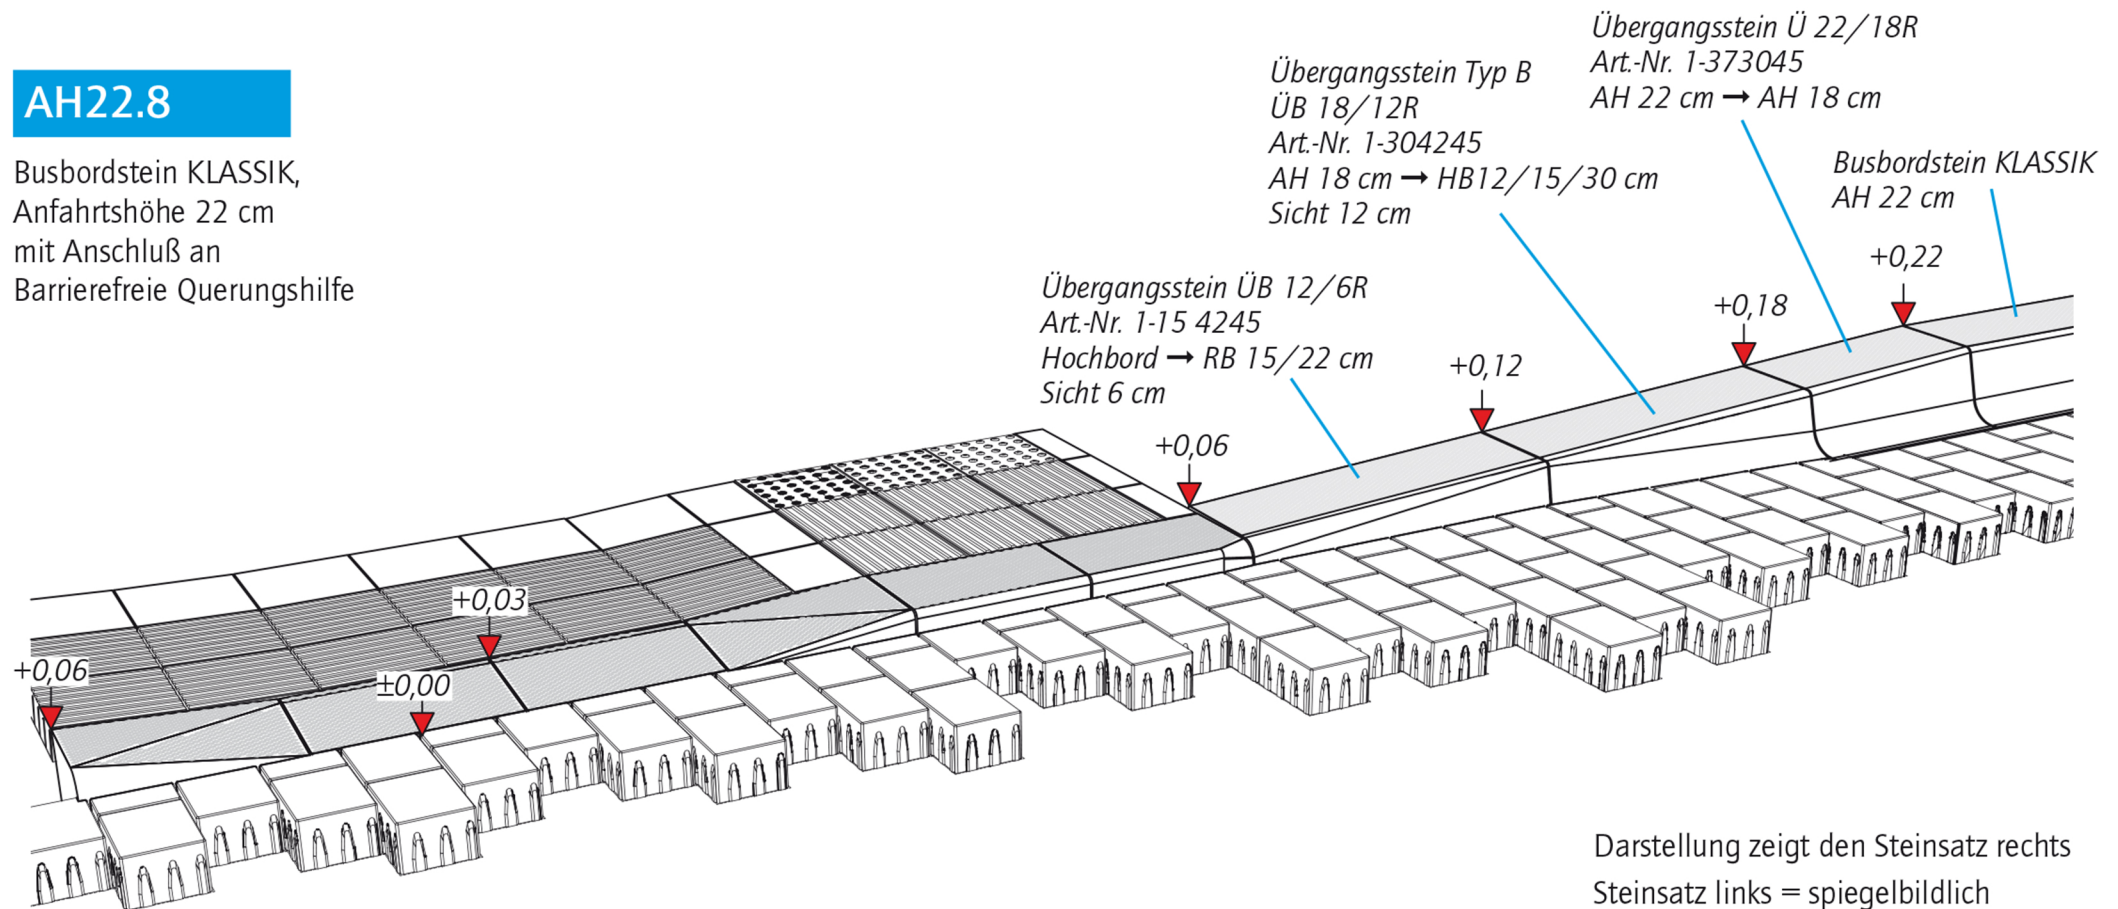 AH22.8
Busbordstein KLASSIK,
Anfahrtshöhe 22 cm
mit Anschluß an
Barrierefreie Querungshilfe
Übergangsstein Ü 22/18R
Art.-Nr. 1-373045
AH 22 cm → AH 18 cm
Übergangsstein Typ B
ÜB 18/12R
Art.-Nr. 1-304245
AH 18 cm → HB12/15/30 cm
Sicht 12 cm
Busbordstein KLASSIK
AH 22 cm
Übergangsstein ÜB 12/6R
Art.-Nr. 1-15 4245
Hochbord → RB 15/22 cm
Sicht 6 cm
+0,22
+0,18
+0,12
+0,06
+0,03
+0,06
±0,00
Darstellung zeigt den Steinsatz rechts
Steinsatz links = spiegelbildlich